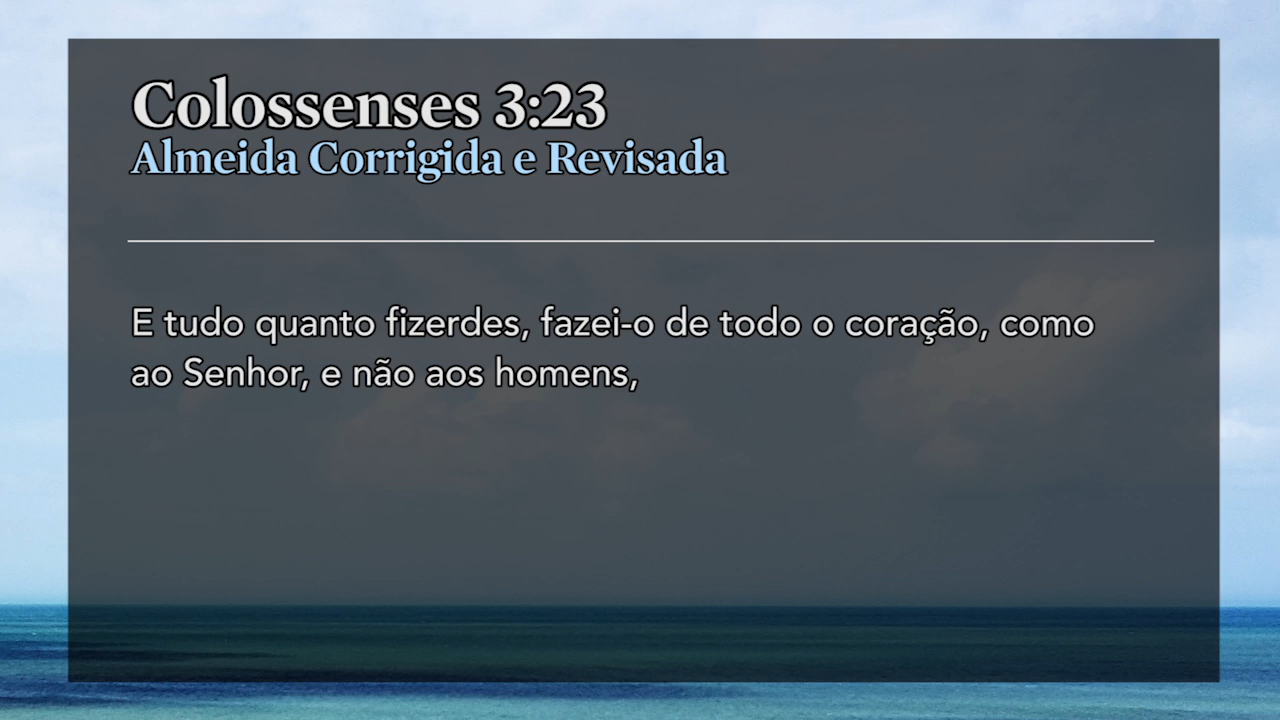 Colossenses 3:23
Almeida Corrigida e Revisada
E tudo quanto fizerdes, fazei-o de todo o coração, como
ao Senhor, e não aos homens,